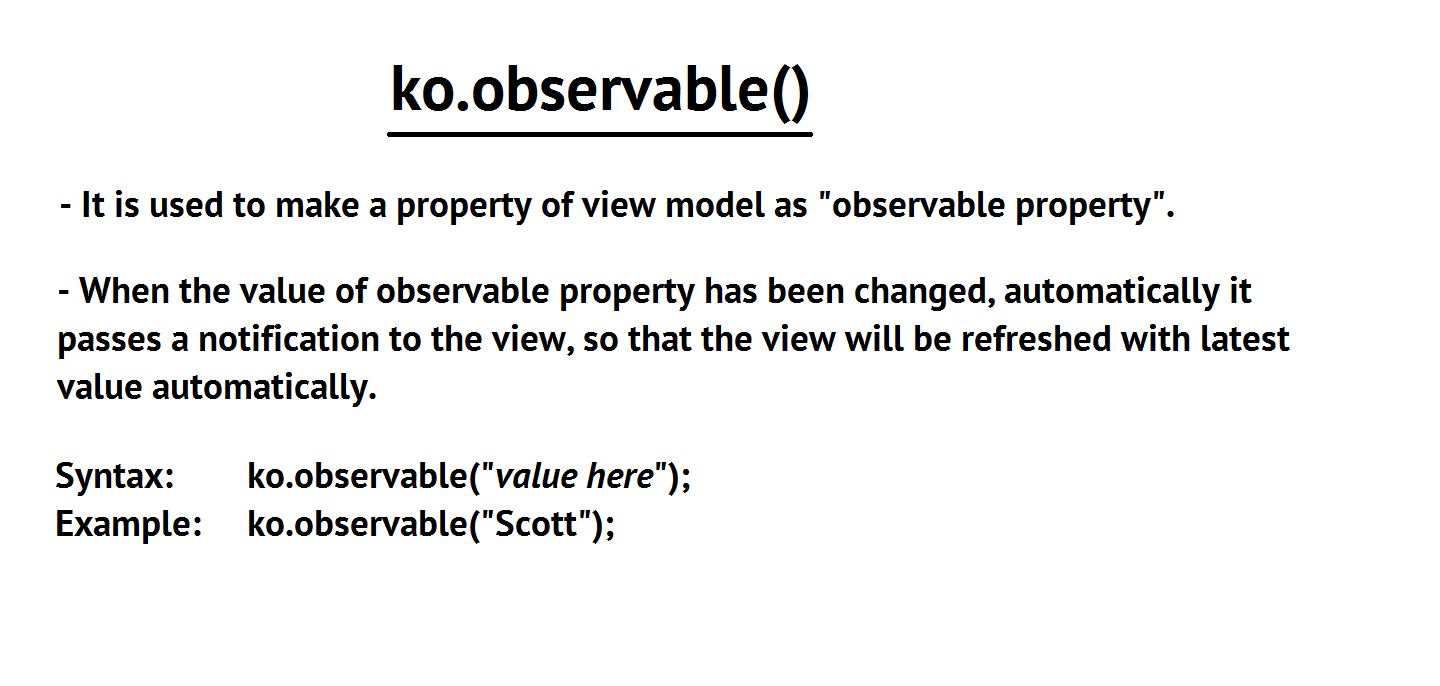 ko.observable()
- It is used to make a property of view model as "observable property".
- When the value of observable property has been changed, automatically it
passes a notification to the view, so that the view will be refreshed with latest
value automatically.
Syntax: ko.observable("value here");
Example: ko.observable("Scott");